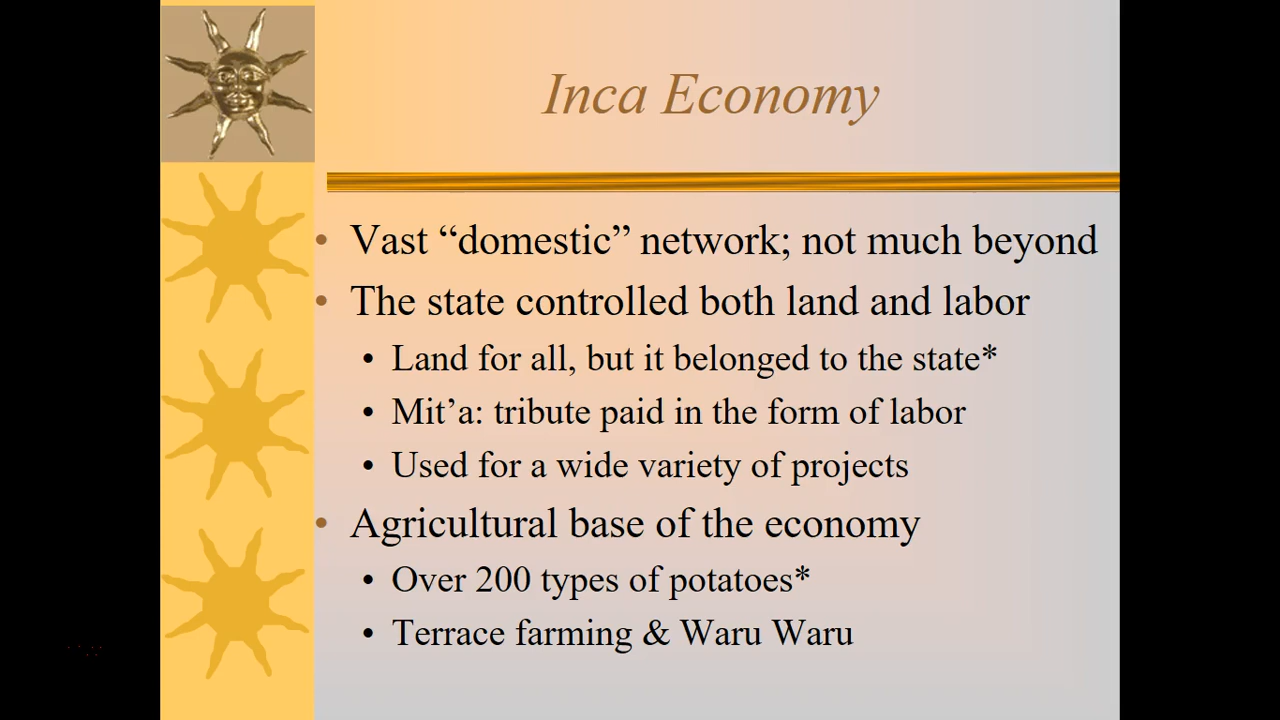 Inca Economy
• Vast “domestic” network; not much beyond
• The state controlled both land and labor
• Land for all, but it belonged to the state*
• Mit’a: tribute paid in the form of labor
• Used for a wide variety of projects
• Agricultural base of the economy
• Over 200 types of potatoes*
• Terrace farming & Waru Waru